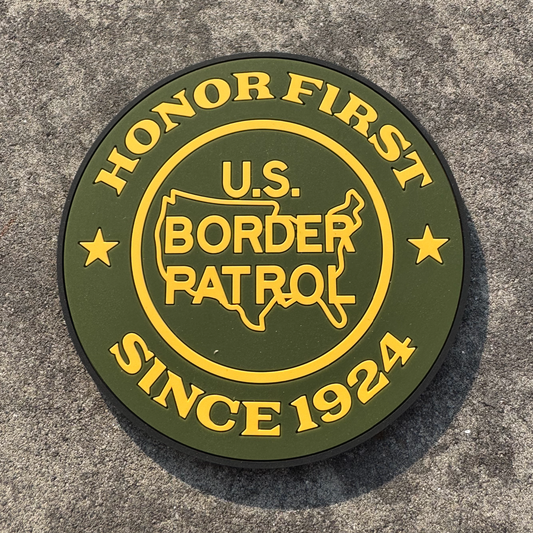 HONOR FIRST
U.S.
BORDER
PATROL
SINCE 1924